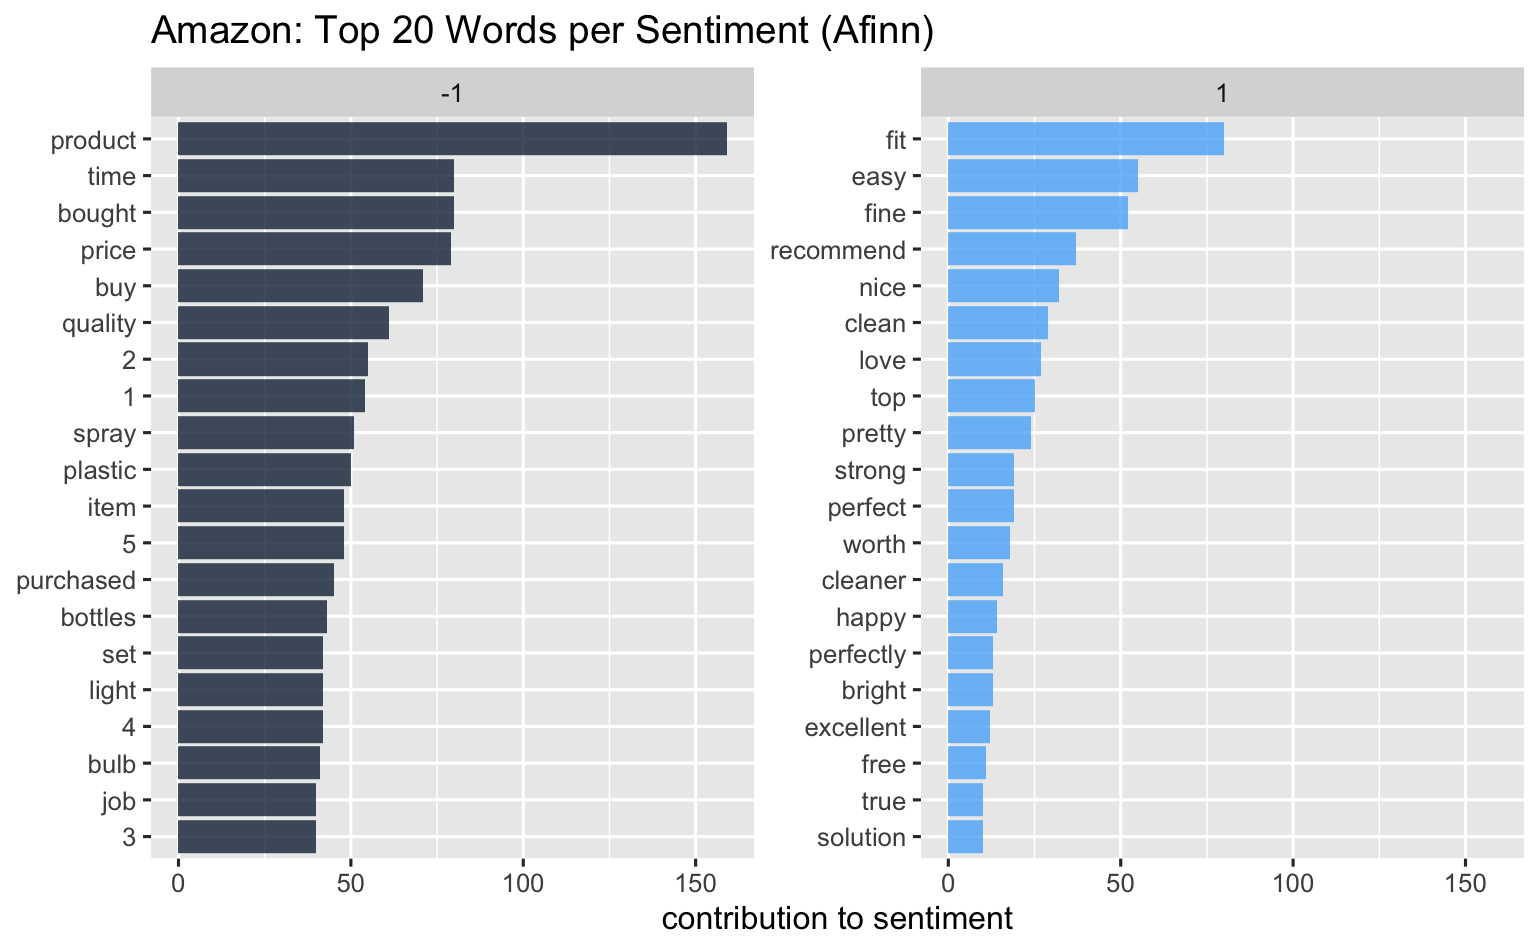 Amazon: Top 20 Words per Sentiment (Afinn)
-1
product
time
bought
price
buy
quality
2
1
spray
plastic
item
5
purchased
bottles
set
light
4
bulb
job
3
0 50 100 150
1
fit
easy
fine
recommend
nice
clean
love
top
pretty
strong
perfect
worth
cleaner
happy
perfectly
bright
excellent
free
true
solution
0 50 100 150
contribution to sentiment